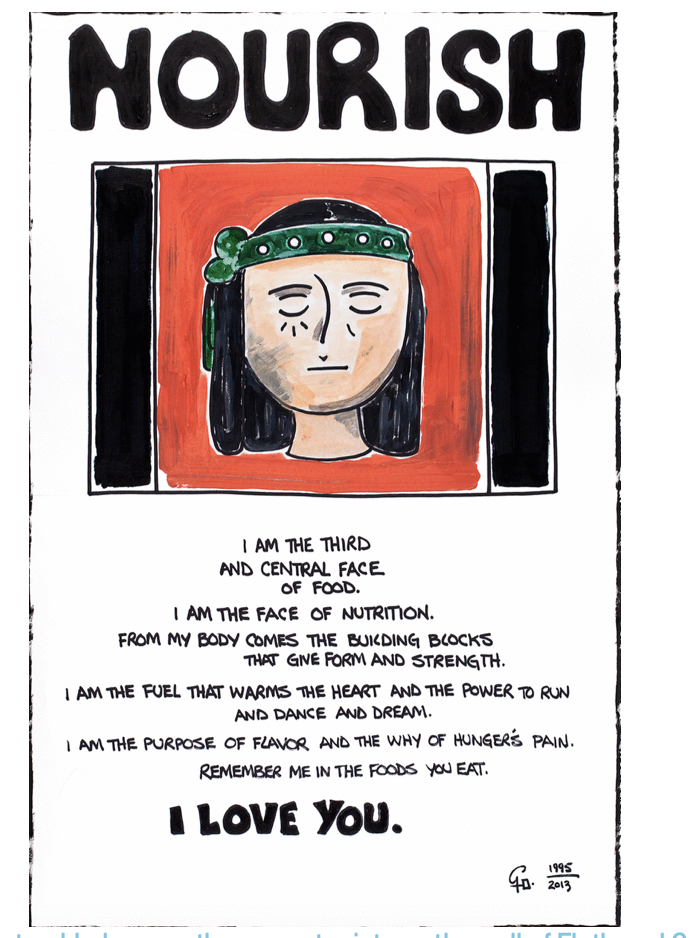 NOURISH
I AM THE THIRD
AND CENTRAL FACE
OF FOOD.
I AM THE FACE OF NUTRITION.
FROM MY BODY COMES THE BUILDING BLOCKS
THAT GIVE FORM AND STRENGTH.
I AM THE FUEL THAT WARMS THE HEART AND THE POWER TO RUN
AND DANCE AND DREAM.
I AM THE PURPOSE OF FLAVOR AND THE WHY OF HUNGER'S PAIN.
REMEMBER ME IN THE FOODS YOU EAT.
I LOVE YOU.
1995
2013